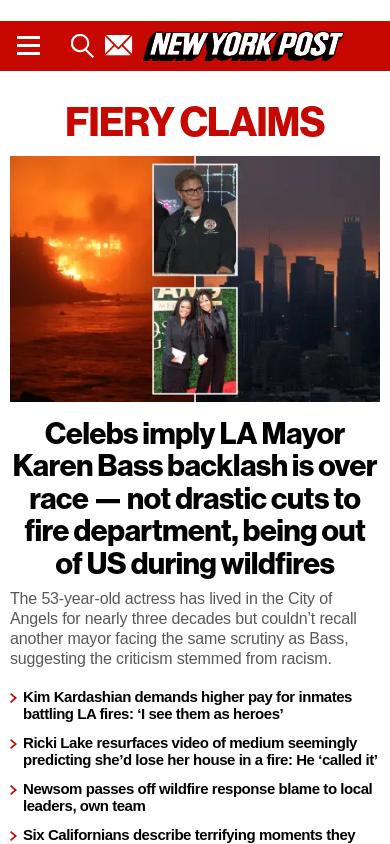 NEW YORK POST
FIERY CLAIMS
Celebs imply LA Mayor
Karen Bass backlash is over
race — not drastic cuts to
fire department, being out
of US during wildfires
The 53-year-old actress has lived in the City of
Angels for nearly three decades but couldn’t recall
another mayor facing the same scrutiny as Bass,
suggesting the criticism stemmed from racism.
Kim Kardashian demands higher pay for inmates
battling LA fires: ‘I see them as heroes’
Ricki Lake resurfaces video of medium seemingly
predicting she’d lose her house in a fire: He ‘called it’
Newsom passes off wildfire response blame to local
leaders, own team
Six Californians describe terrifying moments they